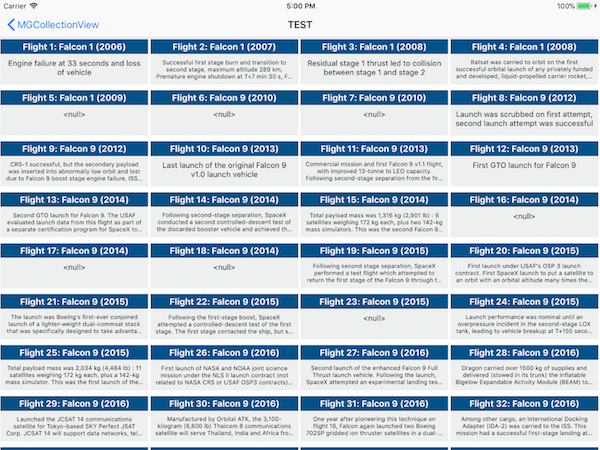 Carrier 5:00 PM 100%
MGCollectionView TEST
Flight 1: Falcon 1 (2006)
Engine failure at 33 seconds and loss
of vehicle
Flight 2: Falcon 1 (2007)
Successful first stage burn and transition to
second stage, maximum altitude 289 km,
Premature engine shutdown at T+7 min 30 s, F...
Flight 3: Falcon 1 (2008)
Residual stage 1 thrust led to collision
between stage 1 and stage 2
Flight 4: Falcon 1 (2008)
Ratsat was carried to orbit on the first
successful orbital launch of any privately funded
and developed, liquid-propelled carrier rocket,...
Flight 5: Falcon 1 (2009)
<null>
Flight 6: Falcon 9 (2010)
<null>
Flight 7: Falcon 9 (2010)
<null>
Flight 8: Falcon 9 (2012)
Launch was scrubbed on first attempt,
second launch attempt was successful
Flight 9: Falcon 9 (2012)
CRS-1 successful, but the secondary payload
was inserted into abnormally low orbit and lost
due to Falcon 9 boost stage engine failure, ISS...
Flight 10: Falcon 9 (2013)
Last launch of the original Falcon 9
v1.0 launch vehicle
Flight 11: Falcon 9 (2013)
Commercial mission and first Falcon 9 v1.1 flight,
with improved 13-tonne to LEO capacity.
Following second-stage separation from the fir...
Flight 12: Falcon 9 (2013)
First GTO launch for Falcon 9
Flight 13: Falcon 9 (2014)
Second GTO launch for Falcon 9. The USAF
evaluated launch data from this flight as part of
a separate certification program for SpaceX to...
Flight 14: Falcon 9 (2014)
Following second-stage separation, SpaceX
conducted a second controlled-descent test of
the discarded booster vehicle and achieved th...
Flight 15: Falcon 9 (2014)
Total payload mass was 1,316 kg (2,901 lb) : 6
satellites weighing 172 kg each, plus two 142-kg
mass simulators. This was the second Falcon 9...
Flight 16: Falcon 9 (2014)
<null>
Flight 17: Falcon 9 (2014)
<null>
Flight 18: Falcon 9 (2014)
<null>
Flight 19: Falcon 9 (2015)
Following second stage separation, SpaceX
performed a test flight which attempted to
return the first stage of the Falcon 9 through t...
Flight 20: Falcon 9 (2015)
First launch under USAF's OSP 3 launch
contract. First SpaceX launch to put a satellite to
an orbit with an orbital altitude many times the...
Flight 21: Falcon 9 (2015)
The launch was Boeing's first-ever conjoined
launch of a lighter-weight dual-commsat stack
that was specifically designed to take advanta...
Flight 22: Falcon 9 (2015)
Following the first-stage boost, SpaceX
attempted a controlled-descent test of the first
stage. The first stage contacted the ship, but s...
Flight 23: Falcon 9 (2015)
<null>
Flight 24: Falcon 9 (2015)
Launch performance was nominal until an
overpressure incident in the second-stage LOX
tank, leading to vehicle breakup at T+150 seco...
Flight 25: Falcon 9 (2015)
Total payload mass was 2,034 kg (4,484 lb) : 11
satellites weighing 172 kg each, plus a 142-kg
mass simulator. This was the first launch of the...
Flight 26: Falcon 9 (2016)
First launch of NASA and NOAA joint science
mission under the NLS II launch contract (not
related to NASA CRS or USAF OSP3 contracts)...
Flight 27: Falcon 9 (2016)
Second launch of the enhanced Falcon 9 Full
Thrust launch vehicle. Following the launch,
SpaceX attempted an experimental landing tes...
Flight 28: Falcon 9 (2016)
Dragon carried over 1500 kg of supplies and
delivered (stowed in its trunk) the inflatable
Bigelow Expandable Activity Module (BEAM) to...
Flight 29: Falcon 9 (2016)
Launched the JCSAT 14 communications
satellite for Tokyo-based SKY Perfect JSAT
Corp. JCSAT 14 will support data networks, tel...
Flight 30: Falcon 9 (2016)
Manufactured by Orbital ATK, the 3,100-
kilogram (6,800 lb) Thaicom 8 communications
satellite will serve Thailand, India and Africa fro...
Flight 31: Falcon 9 (2016)
One year after pioneering this technique on
flight 16, Falcon again launched two Boeing
702SP gridded ion thruster satellites in a dual-...
Flight 32: Falcon 9 (2016)
Among other cargo, an International Docking
Adapter (IDA-2) was carried to the ISS. This
mission had a successful first-stage landing at...